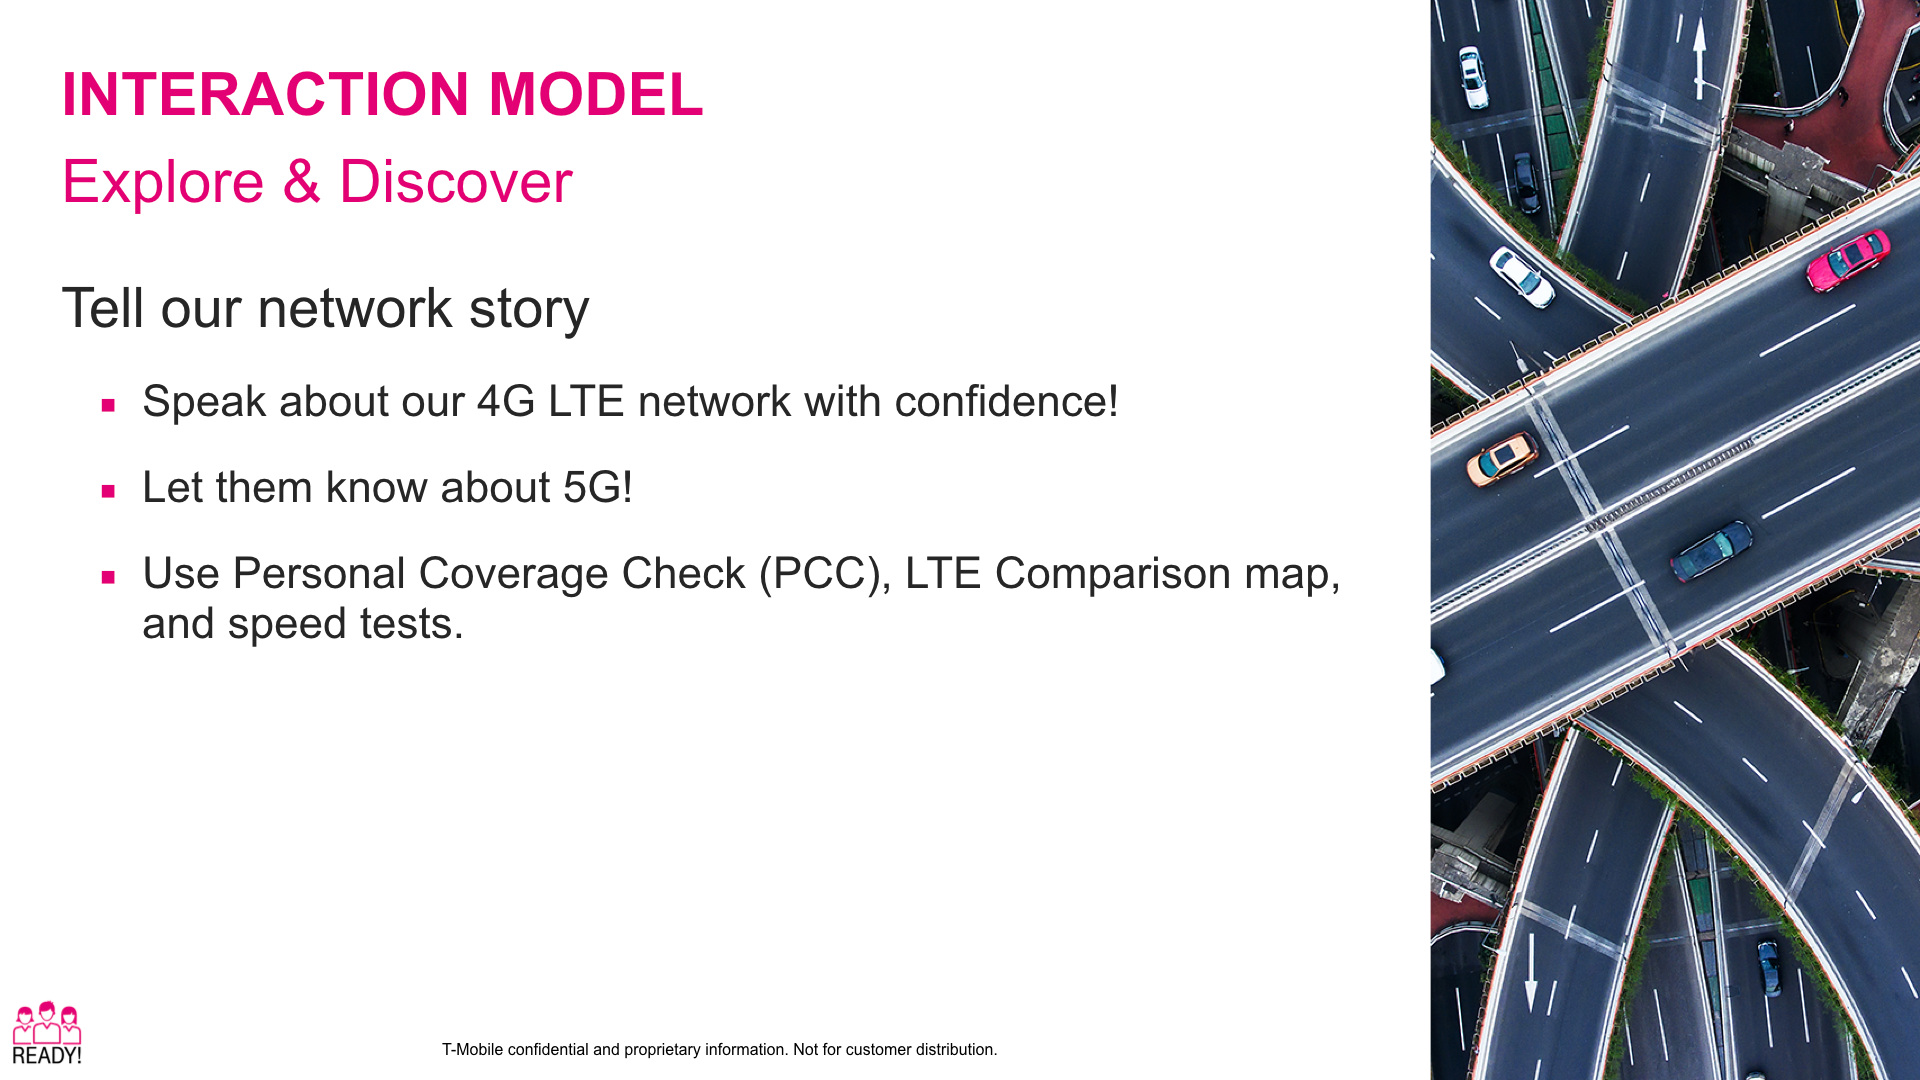 INTERACTION MODEL
Explore & Discover
Tell our network story
▪ Speak about our 4G LTE network with confidence!
▪ Let them know about 5G!
▪ Use Personal Coverage Check (PCC), LTE Comparison map,
and speed tests.
READY!
T-Mobile confidential and proprietary information. Not for customer distribution.